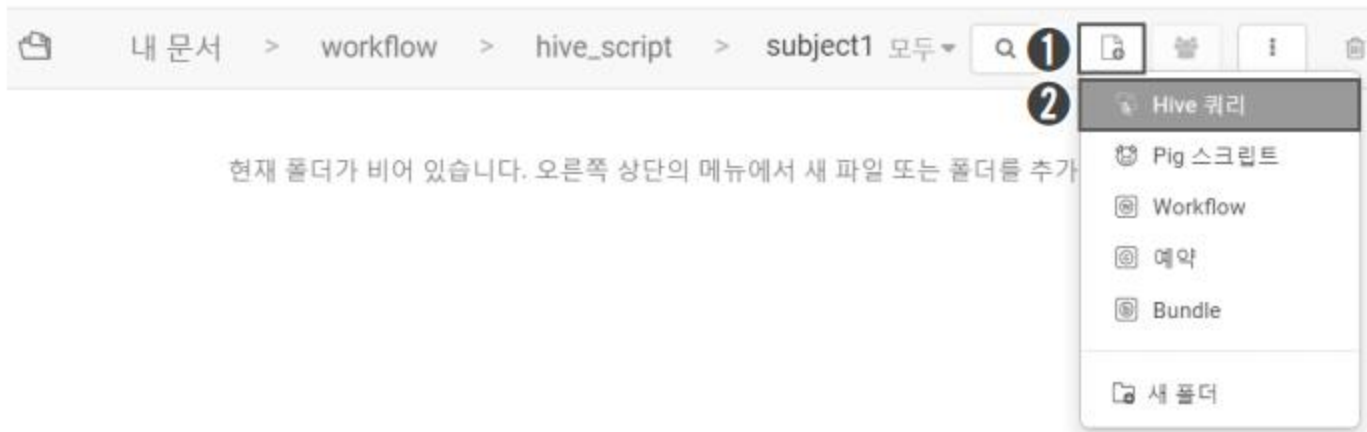 내 문서 > workflow > hive_script > subject1 모두 1
2 Hive 쿼리
현재 폴더가 비어 있습니다. 오른쪽 상단의 메뉴에서 새 파일 또는 폴더를 추가
Pig 스크립트
Workflow
예약
Bundle
새 폴더